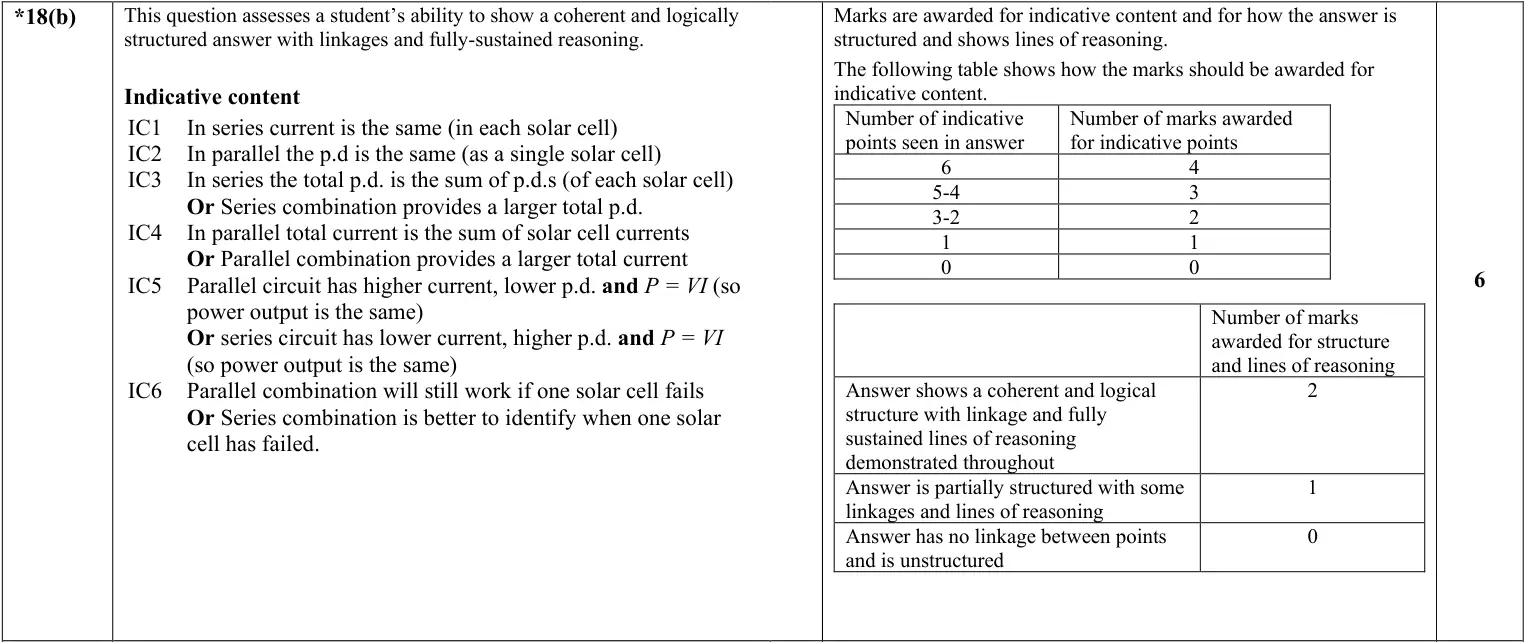 *18(b)
This question assesses a student’s ability to show a coherent and logically
structured answer with linkages and fully-sustained reasoning.
Indicative content
IC1 In series current is the same (in each solar cell)
IC2 In parallel the p.d is the same (as a single solar cell)
IC3 In series the total p.d. is the sum of p.d.s (of each solar cell)
Or Series combination provides a larger total p.d.
IC4 In parallel total current is the sum of solar cell currents
Or Parallel combination provides a larger total current
IC5 Parallel circuit has higher current, lower p.d. and P = VI (so
power output is the same)
Or series circuit has lower current, higher p.d. and P = VI
(so power output is the same)
IC6 Parallel combination will still work if one solar cell fails
Or Series combination is better to identify when one solar
cell has failed.
Marks are awarded for indicative content and for how the answer is
structured and shows lines of reasoning.
The following table shows how the marks should be awarded for
indicative content.
Number of indicative
points seen in answer
Number of marks awarded
for indicative points
6 4
5-4 3
3-2 2
1 1
0 0
Number of marks
awarded for structure
and lines of reasoning
Answer shows a coherent and logical
structure with linkage and fully
sustained lines of reasoning
demonstrated throughout
2
Answer is partially structured with some
linkages and lines of reasoning
1
Answer has no linkage between points
and is unstructured
0
6